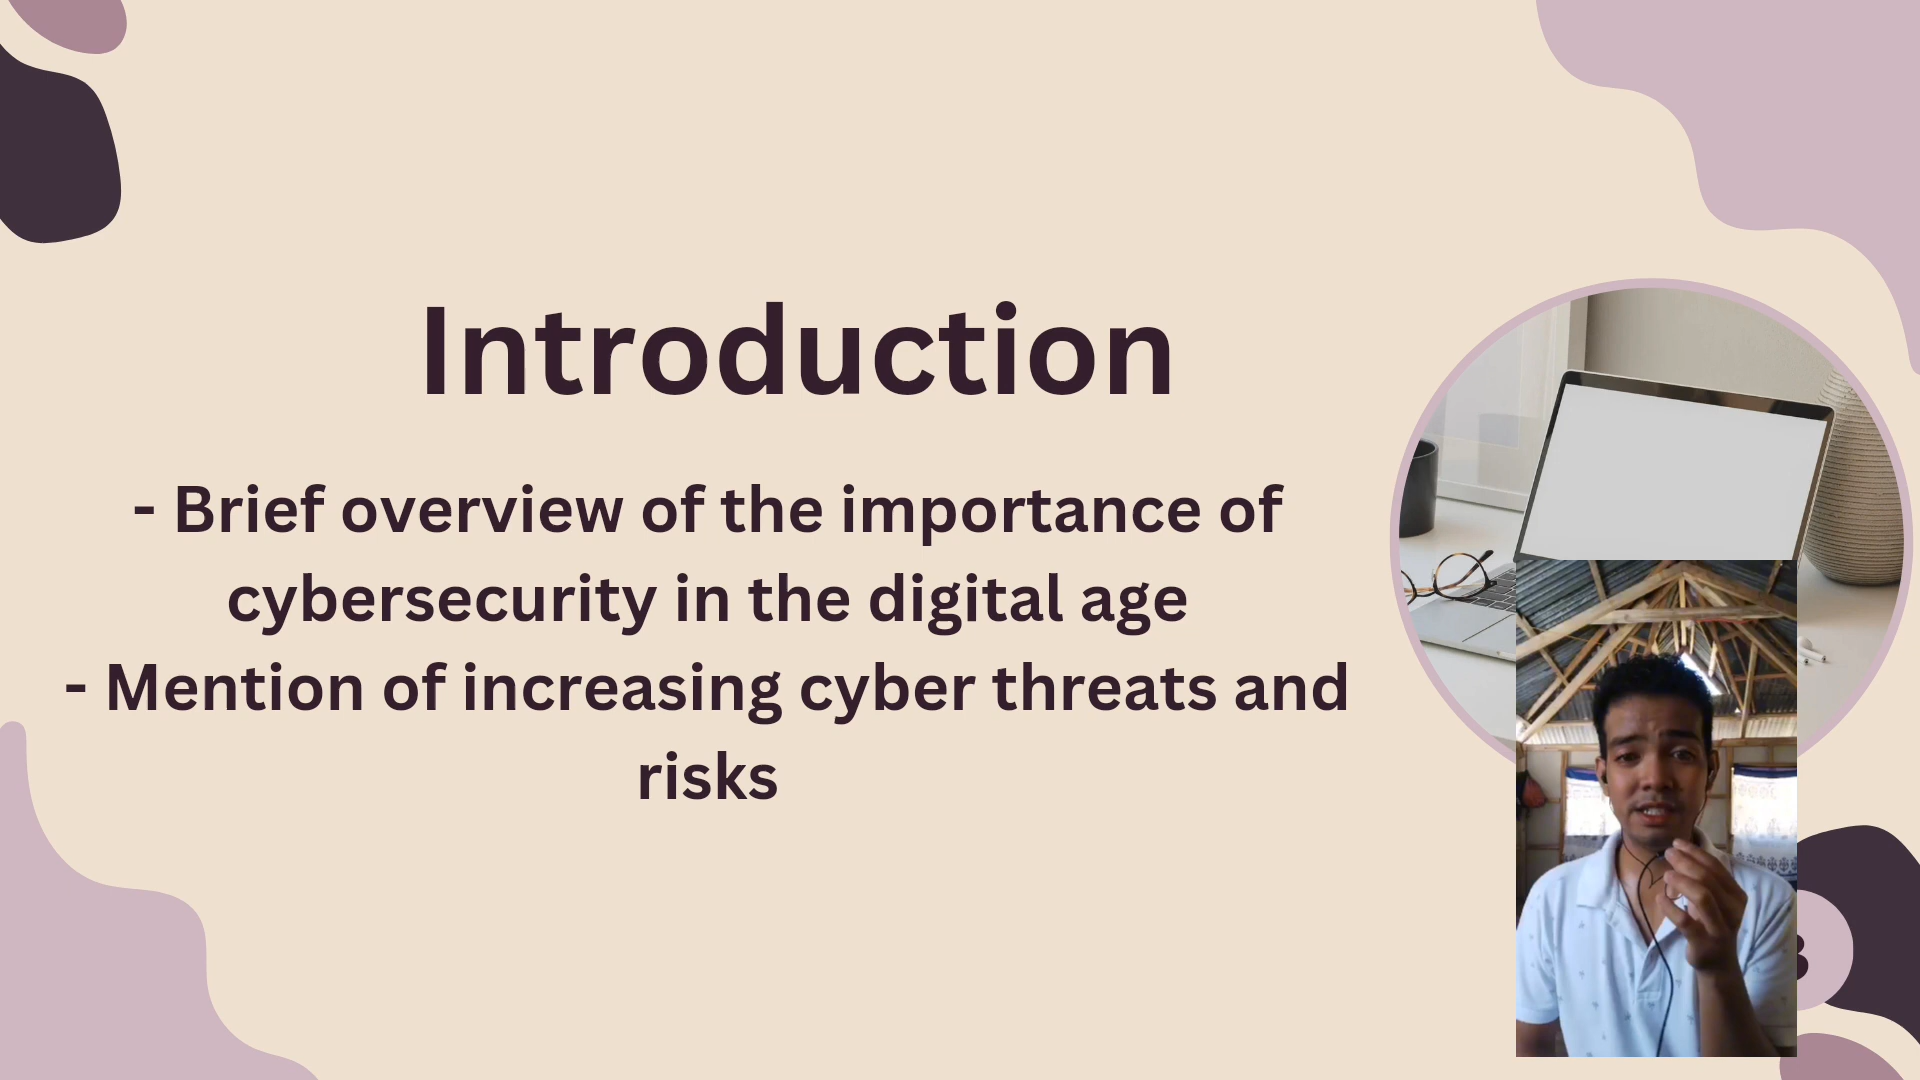 Introduction
- Brief overview of the importance of
cybersecurity in the digital age
- Mention of increasing cyber threats and
risks